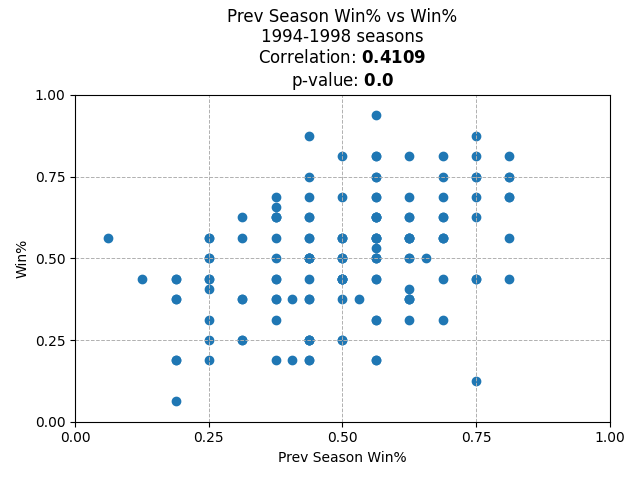 Prev Season Win% vs Win%
1994-1998 seasons
Correlation: 0.4109
p-value: 0.0
1.00
0.75
0.50
0.25
0.00
Win%
0.00 0.25 0.50 0.75 1.00
Prev Season Win%